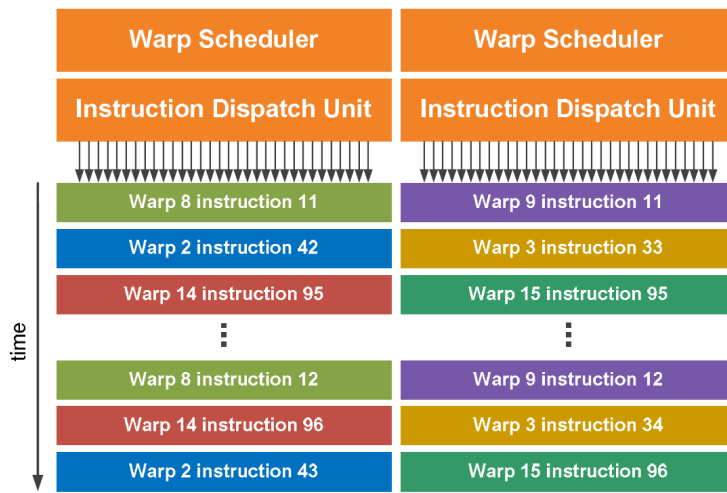 Warp Scheduler
Warp Scheduler
Instruction Dispatch Unit
Instruction Dispatch Unit
Warp 8 instruction 11
Warp 9 instruction 11
Warp 2 instruction 42
Warp 3 instruction 33
Warp 14 instruction 95
Warp 15 instruction 95
time
Warp 8 instruction 12
Warp 9 instruction 12
Warp 14 instruction 96
Warp 3 instruction 34
Warp 2 instruction 43
Warp 15 instruction 96